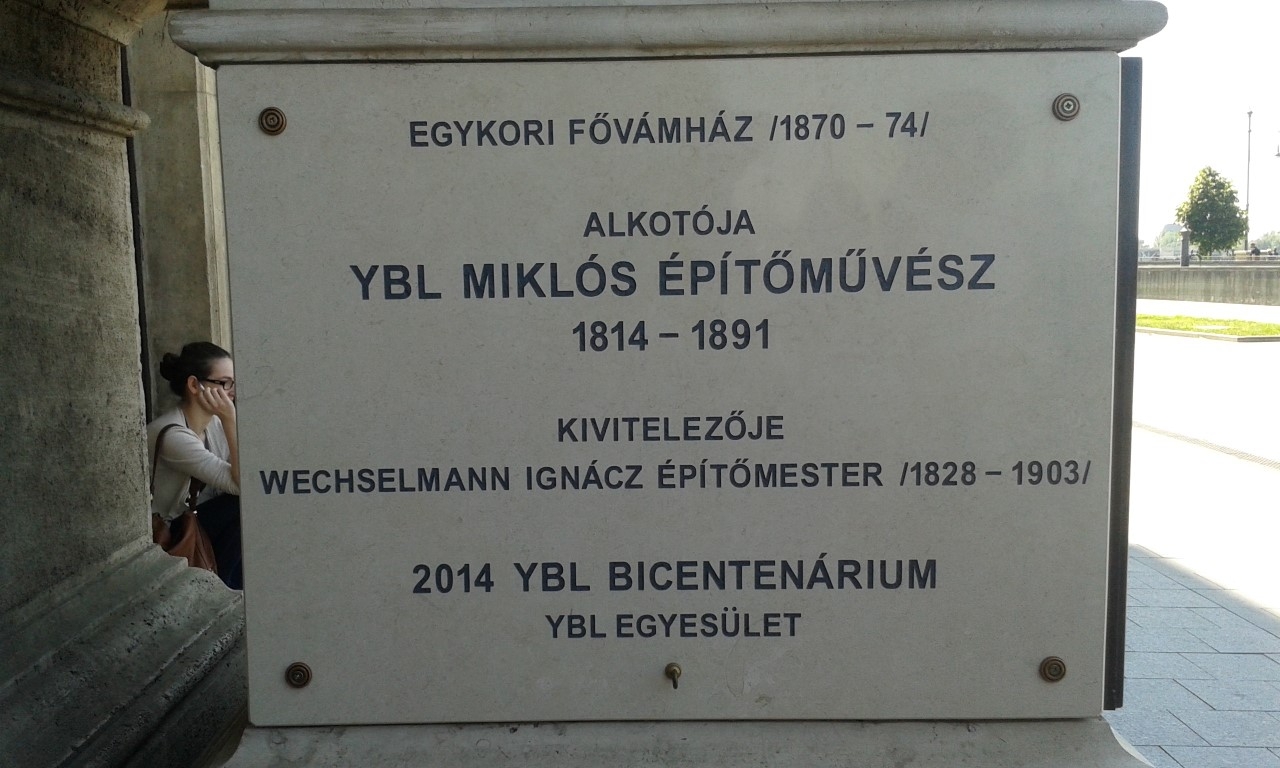 EGYKORI FŐVÁMHÁZ /1870 – 74/
ALKOTÓJA
YBL MIKLÓS ÉPÍTŐMŰVÉSZ
1814 – 1891
KIVITELEZŐJE
WECHSELMANN IGNÁCZ ÉPÍTŐMESTER /1828 – 1903/
2014 YBL BICENTENÁRIUM
YBL EGYESÜLET